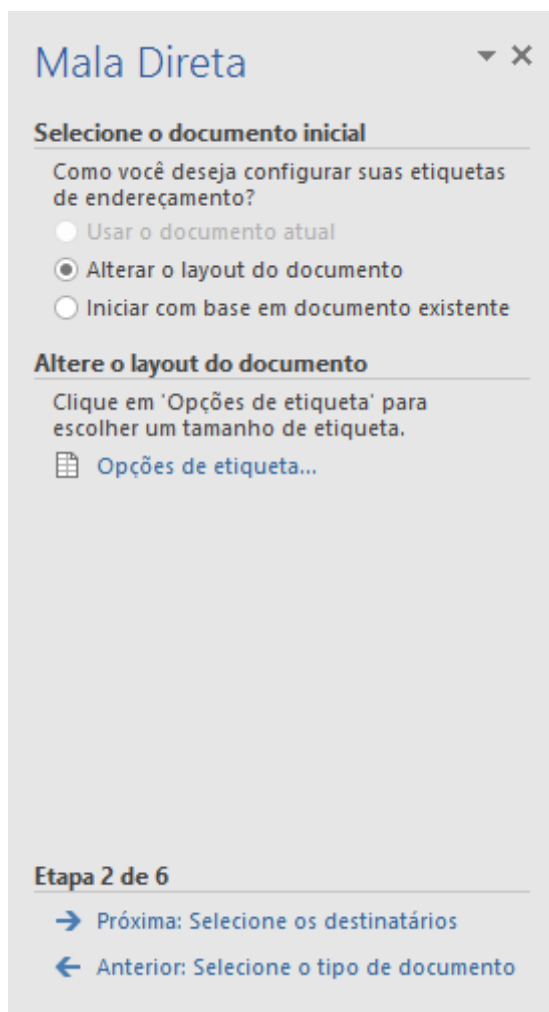 Mala Direta
Selecione o documento inicial
Como você deseja configurar suas etiquetas
de endereçamento?
Usar o documento atual
Alterar o layout do documento
Iniciar com base em documento existente
Altere o layout do documento
Clique em 'Opções de etiqueta' para
escolher um tamanho de etiqueta.
Opções de etiqueta...
Etapa 2 de 6
Próxima: Selecione os destinatários
Anterior: Selecione o tipo de documento